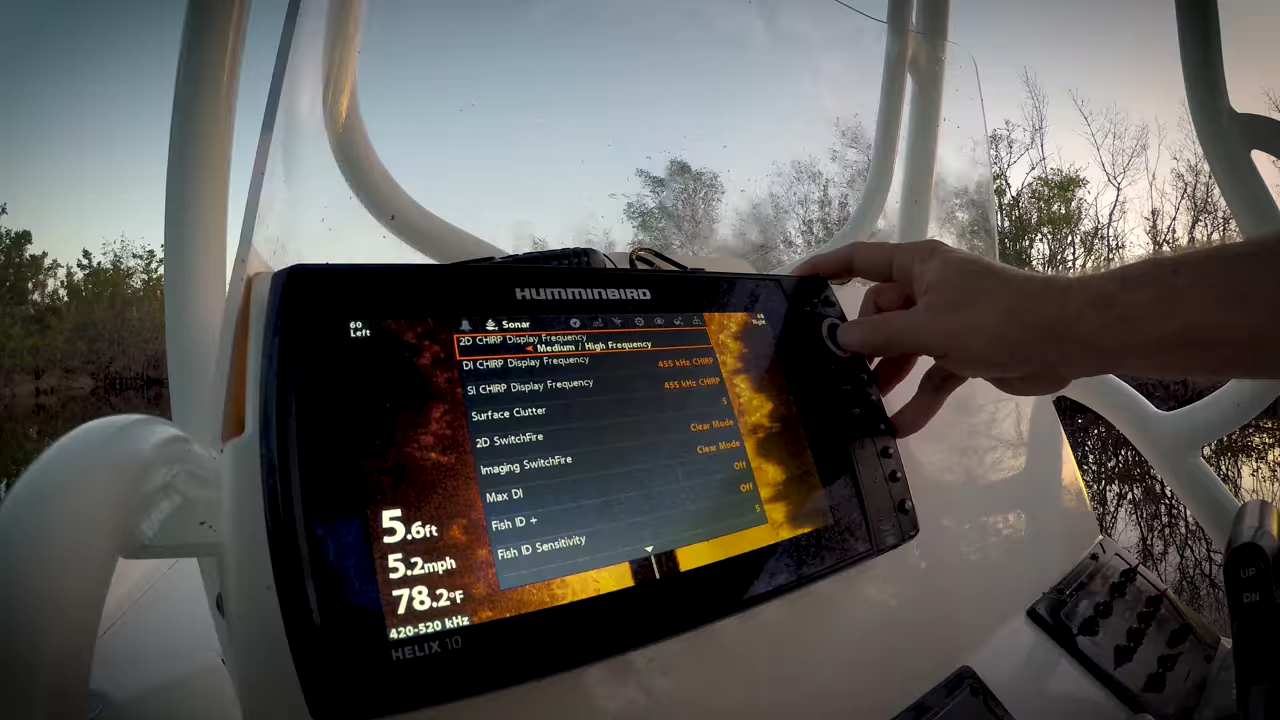 HUMMINBIRD
60
Left
Sonar
Right
2D CHIRP Display Frequency
Medium / High Frequency
DI CHIRP Display Frequency 455 kHz CHIRP
SI CHIRP Display Frequency 455 kHz CHIRP
Surface Clutter 5
2D SwitchFire Clear Mode
Imaging SwitchFire Clear Mode
Max DI Off
Fish ID + Off
Fish ID Sensitivity 5
5.6ft
5.2mph
78.2°F
420-520 kHz
HELIX 10
UP
DN